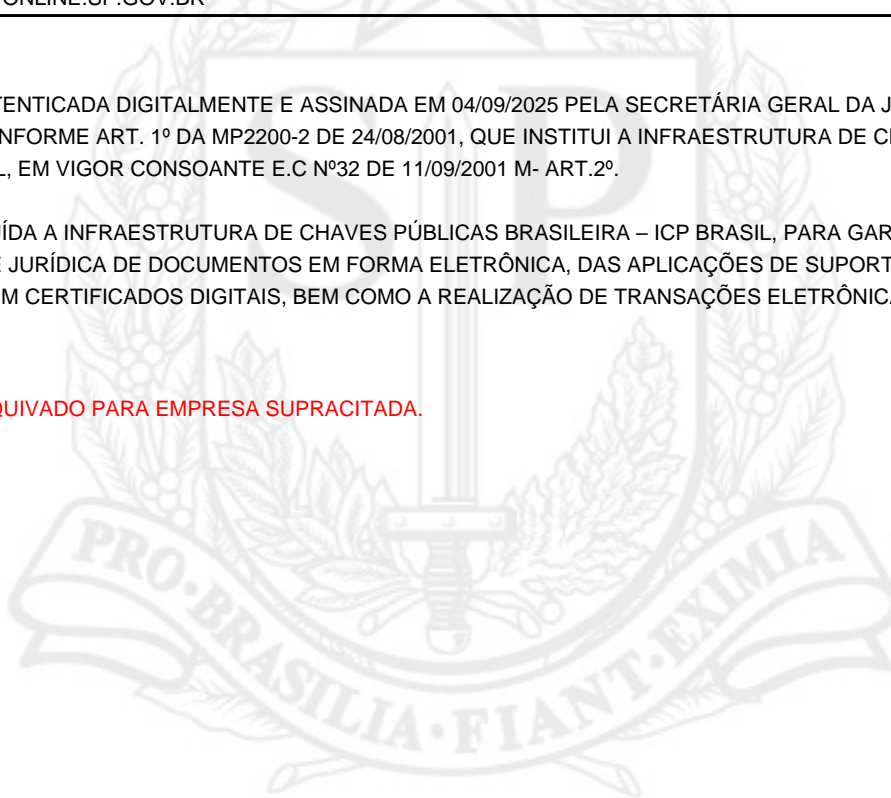 ONLINE.SP.GOV.BR
TENTICADA DIGITALMENTE E ASSINADA EM 04/09/2025 PELA SECRETÁRIA GERAL DA J
NFORME ART. 1º DA MP2200-2 DE 24/08/2001, QUE INSTITUI A INFRAESTRUTURA DE C
L, EM VIGOR CONSOANTE E.C Nº32 DE 11/09/2001 M- ART.2º.
UÍDA A INFRAESTRUTURA DE CHAVES PÚBLICAS BRASILEIRA – ICP BRASIL, PARA GAR
E JURÍDICA DE DOCUMENTOS EM FORMA ELETRÔNICA, DAS APLICAÇÕES DE SUPORT
M CERTIFICADOS DIGITAIS, BEM COMO A REALIZAÇÃO DE TRANSAÇÕES ELETRÔNICA
QUIVADO PARA EMPRESA SUPRACITADA.
SP
PRO•BRASILIA•FIANT•EXIMIA